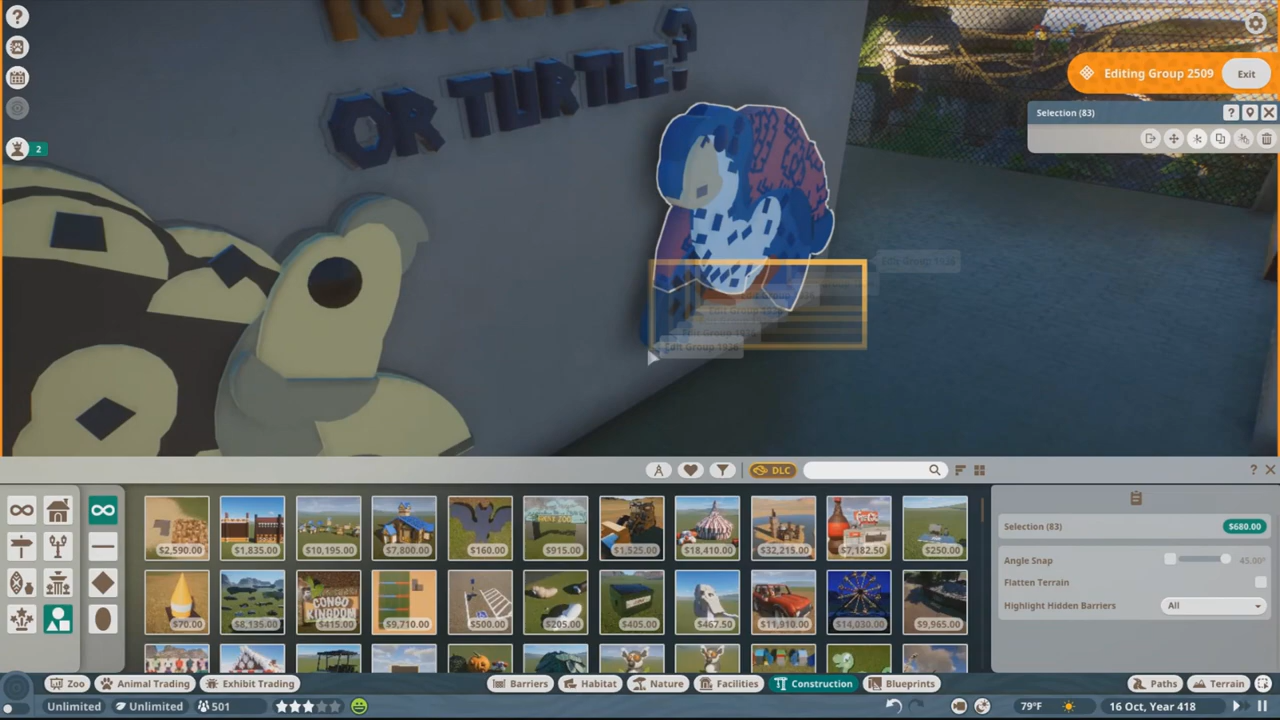 OR TURTLE?
Editing Group 2509
Exit
Selection (83)
?
2
Edit Group 1936
DLC
?
$2,590.00
$1,835.00
$10,195.00
$7,800.00
$160.00
$915.00
$1,525.00
$18,410.00
$32,215.00
$7,182.50
$250.00
$70.00
$8,135.00
CONGO
KINGDOM
$415.00
$9,710.00
$500.00
$205.00
$405.00
$467.50
$11,910.00
$14,030.00
$9,965.00
Selection (83)
$680.00
Angle Snap
45.00°
Flatten Terrain
Highlight Hidden Barriers
All
Zoo
Animal Trading
Exhibit Trading
Barriers
Habitat
Nature
Facilities
Construction
Blueprints
Paths
Terrain
Unlimited
Unlimited
501
79°F
16 Oct, Year 418